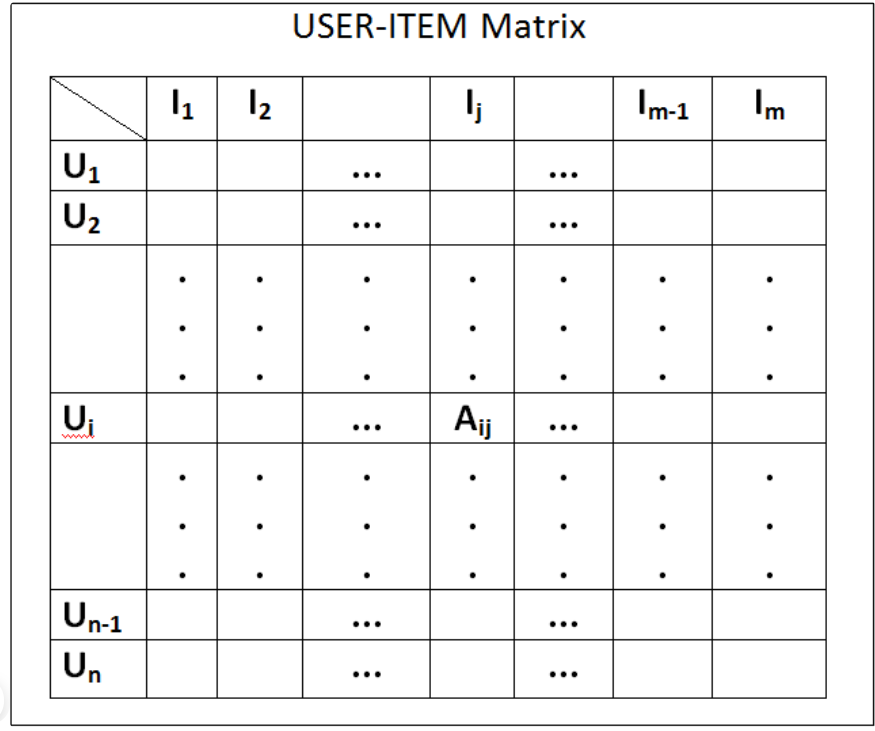 USER-ITEM Matrix
I1 I2 Ij Im-1 Im
U1 ... ...
U2 ... ...
. . . . . . .
. . . . . . .
. . . . . . .
Ui ... Aij ...
. . . . . . .
. . . . . . .
. . . . . . .
Un-1 ... ...
Un ... ...